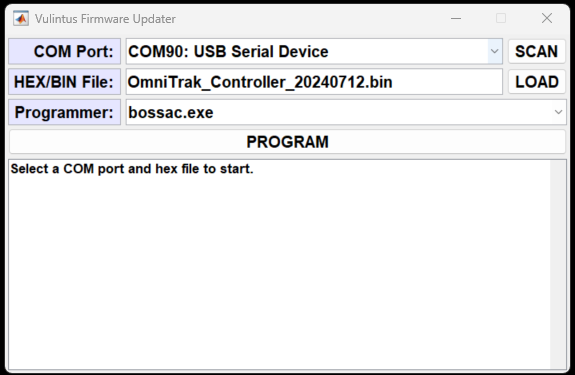 Vulintus Firmware Updater
COM Port: COM90: USB Serial Device SCAN
HEX/BIN File: OmniTrak_Controller_20240712.bin LOAD
Programmer: bossac.exe
PROGRAM
Select a COM port and hex file to start.